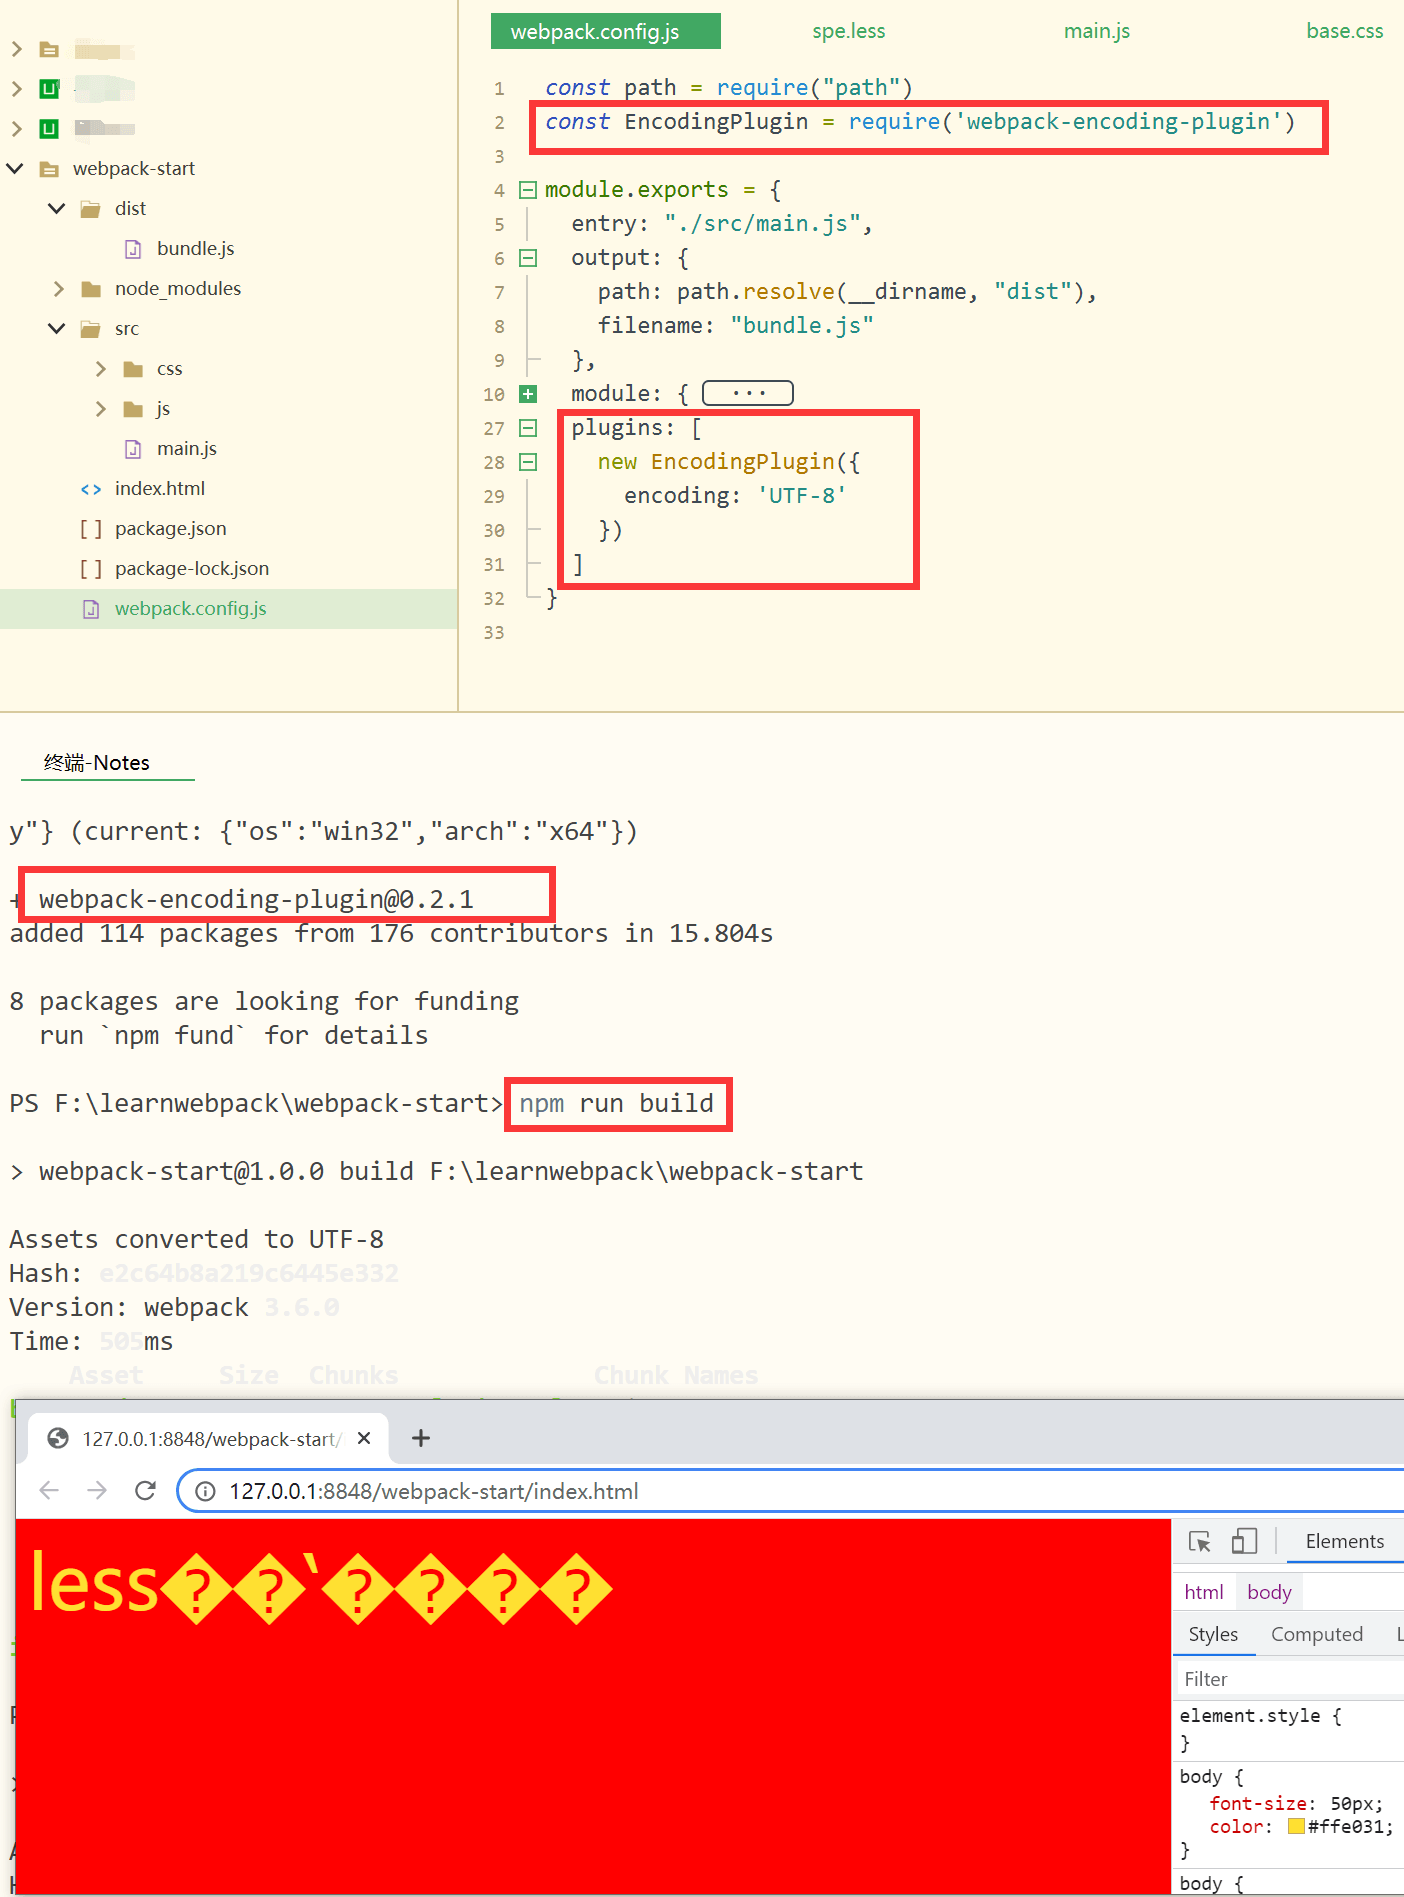 webpack-start
dist
bundle.js
node_modules
src
css
js
main.js
index.html
package.json
package-lock.json
webpack.config.js
webpack.config.js spe.less main.js base.css
1 const path = require("path")
2 const EncodingPlugin = require('webpack-encoding-plugin')
3
4 module.exports = {
5 entry: "./src/main.js",
6 output: {
7 path: path.resolve(__dirname, "dist"),
8 filename: "bundle.js"
9 },
10 module: { ...
27 plugins: [
28 new EncodingPlugin({
29 encoding: 'UTF-8'
30 })
31 ]
32 }
33
终端-Notes
y"} (current: {"os":"win32","arch":"x64"})
+ webpack-encoding-plugin@0.2.1
added 114 packages from 176 contributors in 15.804s
8 packages are looking for funding
run `npm fund` for details
PS F:\learnwebpack\webpack-start> npm run build
> webpack-start@1.0.0 build F:\learnwebpack\webpack-start
Assets converted to UTF-8
Hash: e2c64b8a219c6445e332
Version: webpack 3.6.0
Time: 505ms
Asset Size Chunks Chunk Names
127.0.0.1:8848/webpack-start/
127.0.0.1:8848/webpack-start/index.html
less��`����
Elements
html body
Styles Computed
Filter
element.style {
}
body {
font-size: 50px;
color: #ffe031;
}
body {